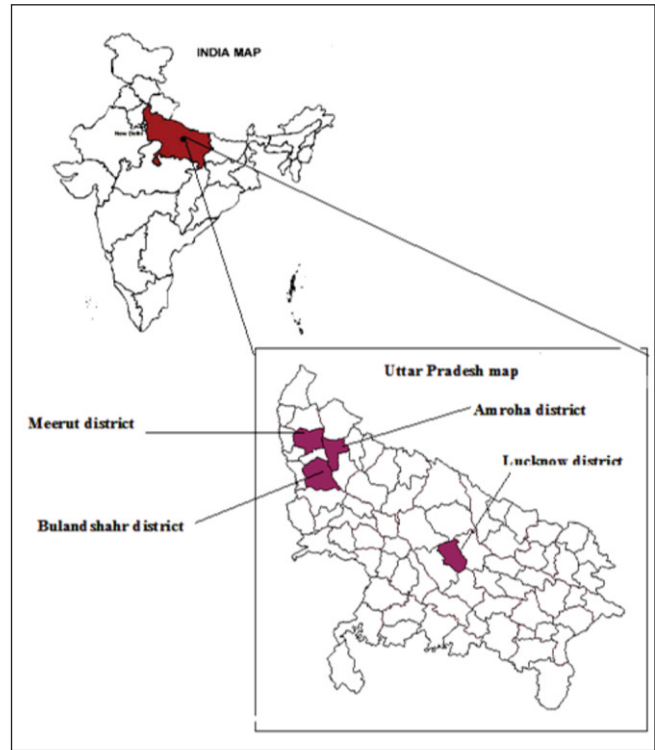 INDIA MAP
New Delhi
Uttar Pradesh map
Meerut district
Amroha district
Lucknow district
Bulandshahr district